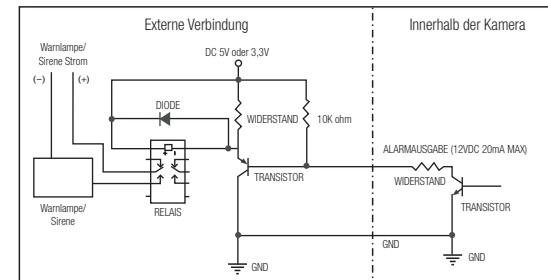 Externe Verbindung
Innerhalb der Kamera
Warnlampe/
Sirene Strom
(−)
(+)
DC 5V oder 3,3V
DIODE
WIDERSTAND
10K ohm
ALARMAUSGABE (12VDC 20mA MAX)
TRANSISTOR
WIDERSTAND
TRANSISTOR
Warnlampe/
Sirene
RELAIS
GND
GND
GND